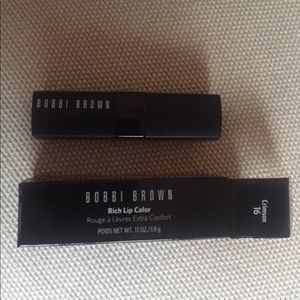 BOBBI BROWN
BOBBI BROWN
Rich Lip Color
Rouge à Lèvres Extra Confort
POIDS NET WT. .13 OZ/3.8 g
Crimson
16